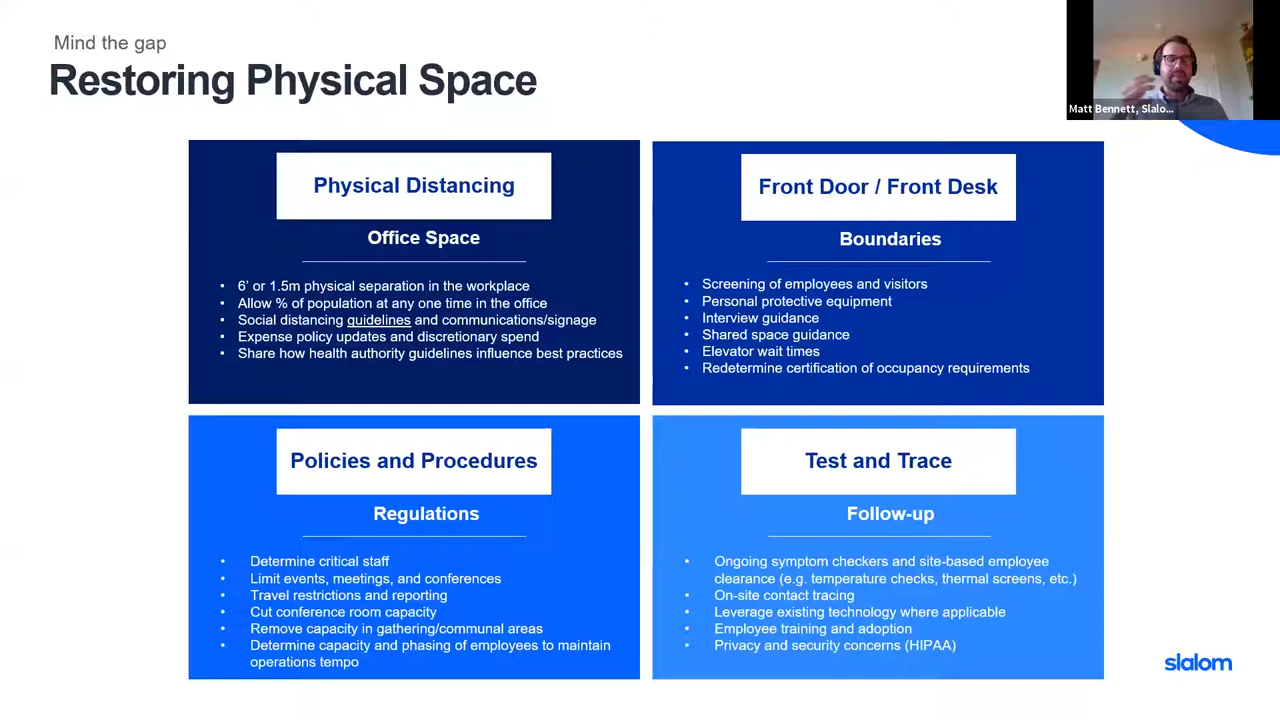 Mind the gap
Restoring Physical Space
Matt Bennett, Slalo...
Physical Distancing
Office Space
• 6’ or 1.5m physical separation in the workplace
• Allow % of population at any one time in the office
• Social distancing guidelines and communications/signage
• Expense policy updates and discretionary spend
• Share how health authority guidelines influence best practices
Front Door / Front Desk
Boundaries
• Screening of employees and visitors
• Personal protective equipment
• Interview guidance
• Shared space guidance
• Elevator wait times
• Redetermine certification of occupancy requirements
Policies and Procedures
Regulations
• Determine critical staff
• Limit events, meetings, and conferences
• Travel restrictions and reporting
• Cut conference room capacity
• Remove capacity in gathering/communal areas
• Determine capacity and phasing of employees to maintain
operations tempo
Test and Trace
Follow-up
• Ongoing symptom checkers and site-based employee
clearance (e.g. temperature checks, thermal screens, etc.)
• On-site contact tracing
• Leverage existing technology where applicable
• Employee training and adoption
• Privacy and security concerns (HIPAA)
slalom